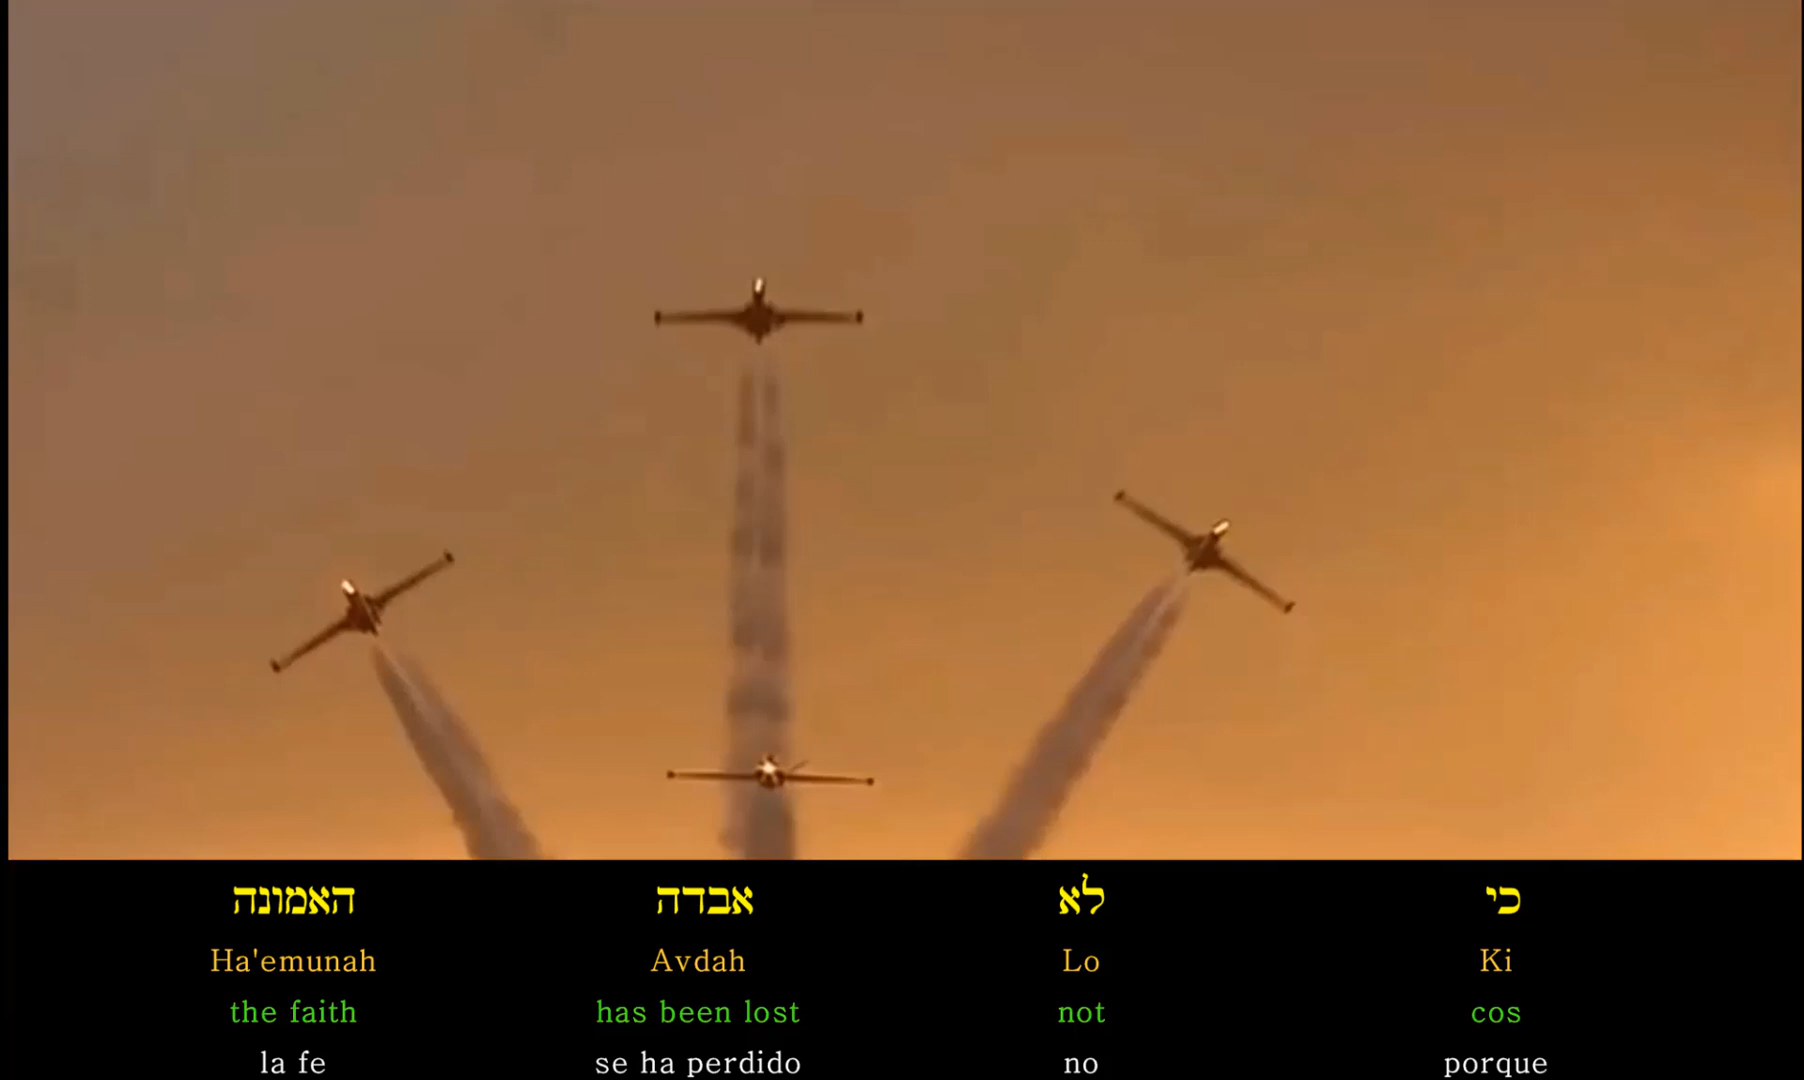 כי לא אבדה האמונה
Ha'emunah Avdah Lo Ki
the faith has been lost not cos
la fe se ha perdido no porque